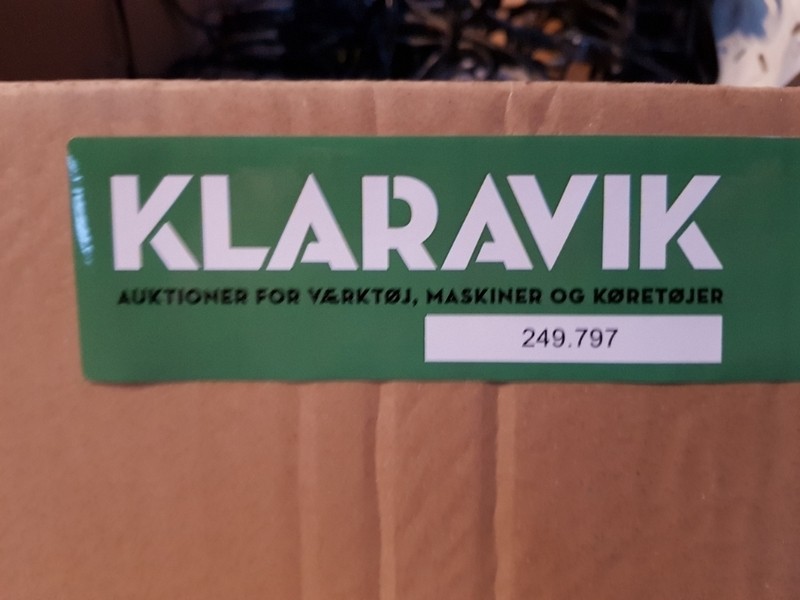 KLARAVIK
AUKTIONER FOR VÆRKTØJ, MASKINER OG KØRETØJER
249.797